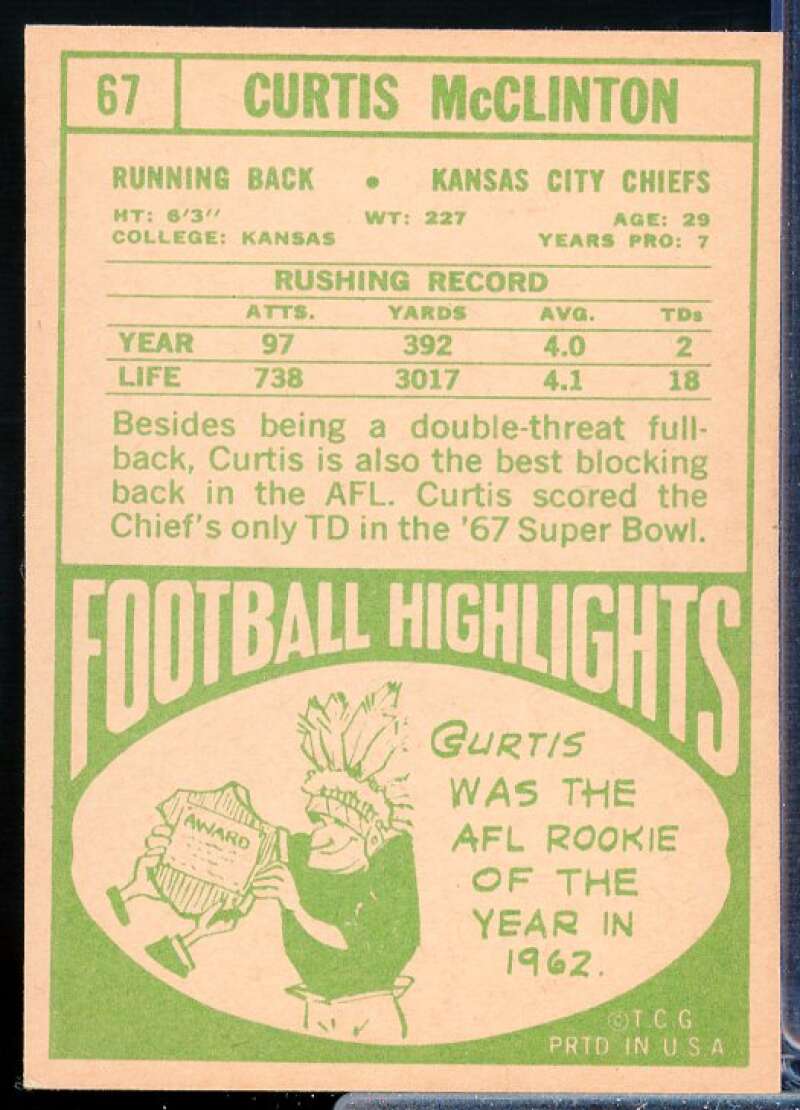 67 CURTIS McCLINTON
RUNNING BACK • KANSAS CITY CHIEFS
HT: 6'3" WT: 227 AGE: 29
COLLEGE: KANSAS YEARS PRO: 7
RUSHING RECORD
ATTS. YARDS AVG. TDs
YEAR 97 392 4.0 2
LIFE 738 3017 4.1 18
Besides being a double-threat full-
back, Curtis is also the best blocking
back in the AFL. Curtis scored the
Chief's only TD in the '67 Super Bowl.
FOOTBALL HIGHLIGHTS
AWARD
CURTIS
WAS THE
AFL ROOKIE
OF THE
YEAR IN
1962.
© T.C.G
PRTD IN U.S.A